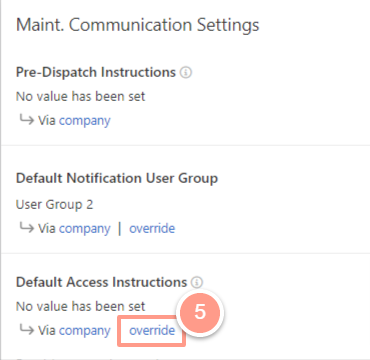 Maint. Communication Settings
Pre-Dispatch Instructions
No value has been set
Via company
Default Notification User Group
User Group 2
Via company | override
Default Access Instructions
No value has been set
Via company override
5